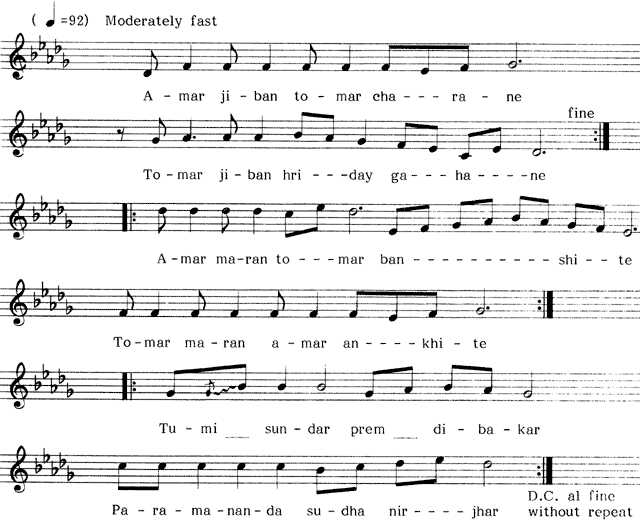 ( ♩ =92) Moderately fast
A - mar ji - ban to - mar cha - - ra - ne
fine
To - mar ji - ban hri - - - day ga - - ha - - - - ne
A - mar ma - ran to - - - mar ban - - - - - - - - - - - - shi - - te
To - mar ma - ran a - mar an - - - - khi - te
Tu - mi ___ sun - dar prem ___ di - ba - kar
Pa - ra - ma - nan - da su - dha nir - - - - jhar
D.C. al fine
without repeat